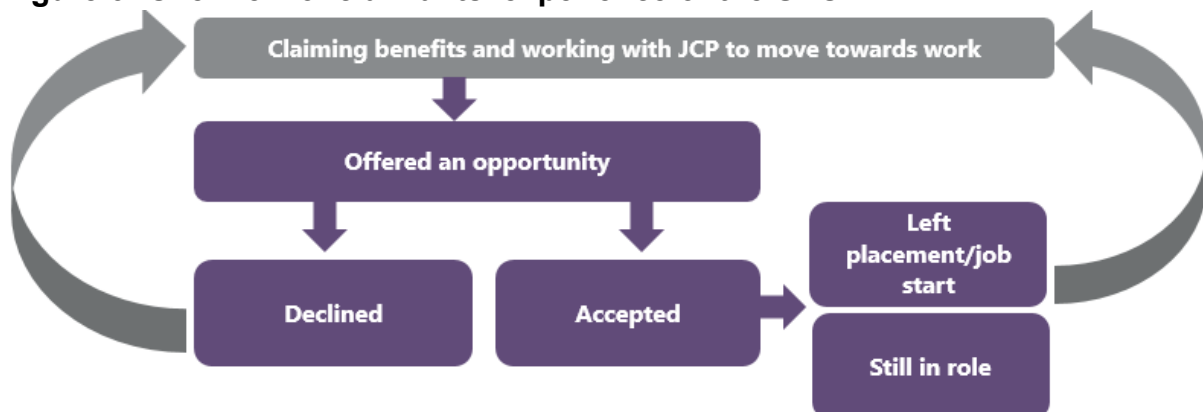 Claiming benefits and working with JCP to move towards work
Offered an opportunity
Declined
Accepted
Left
placement/job
start
Still in role